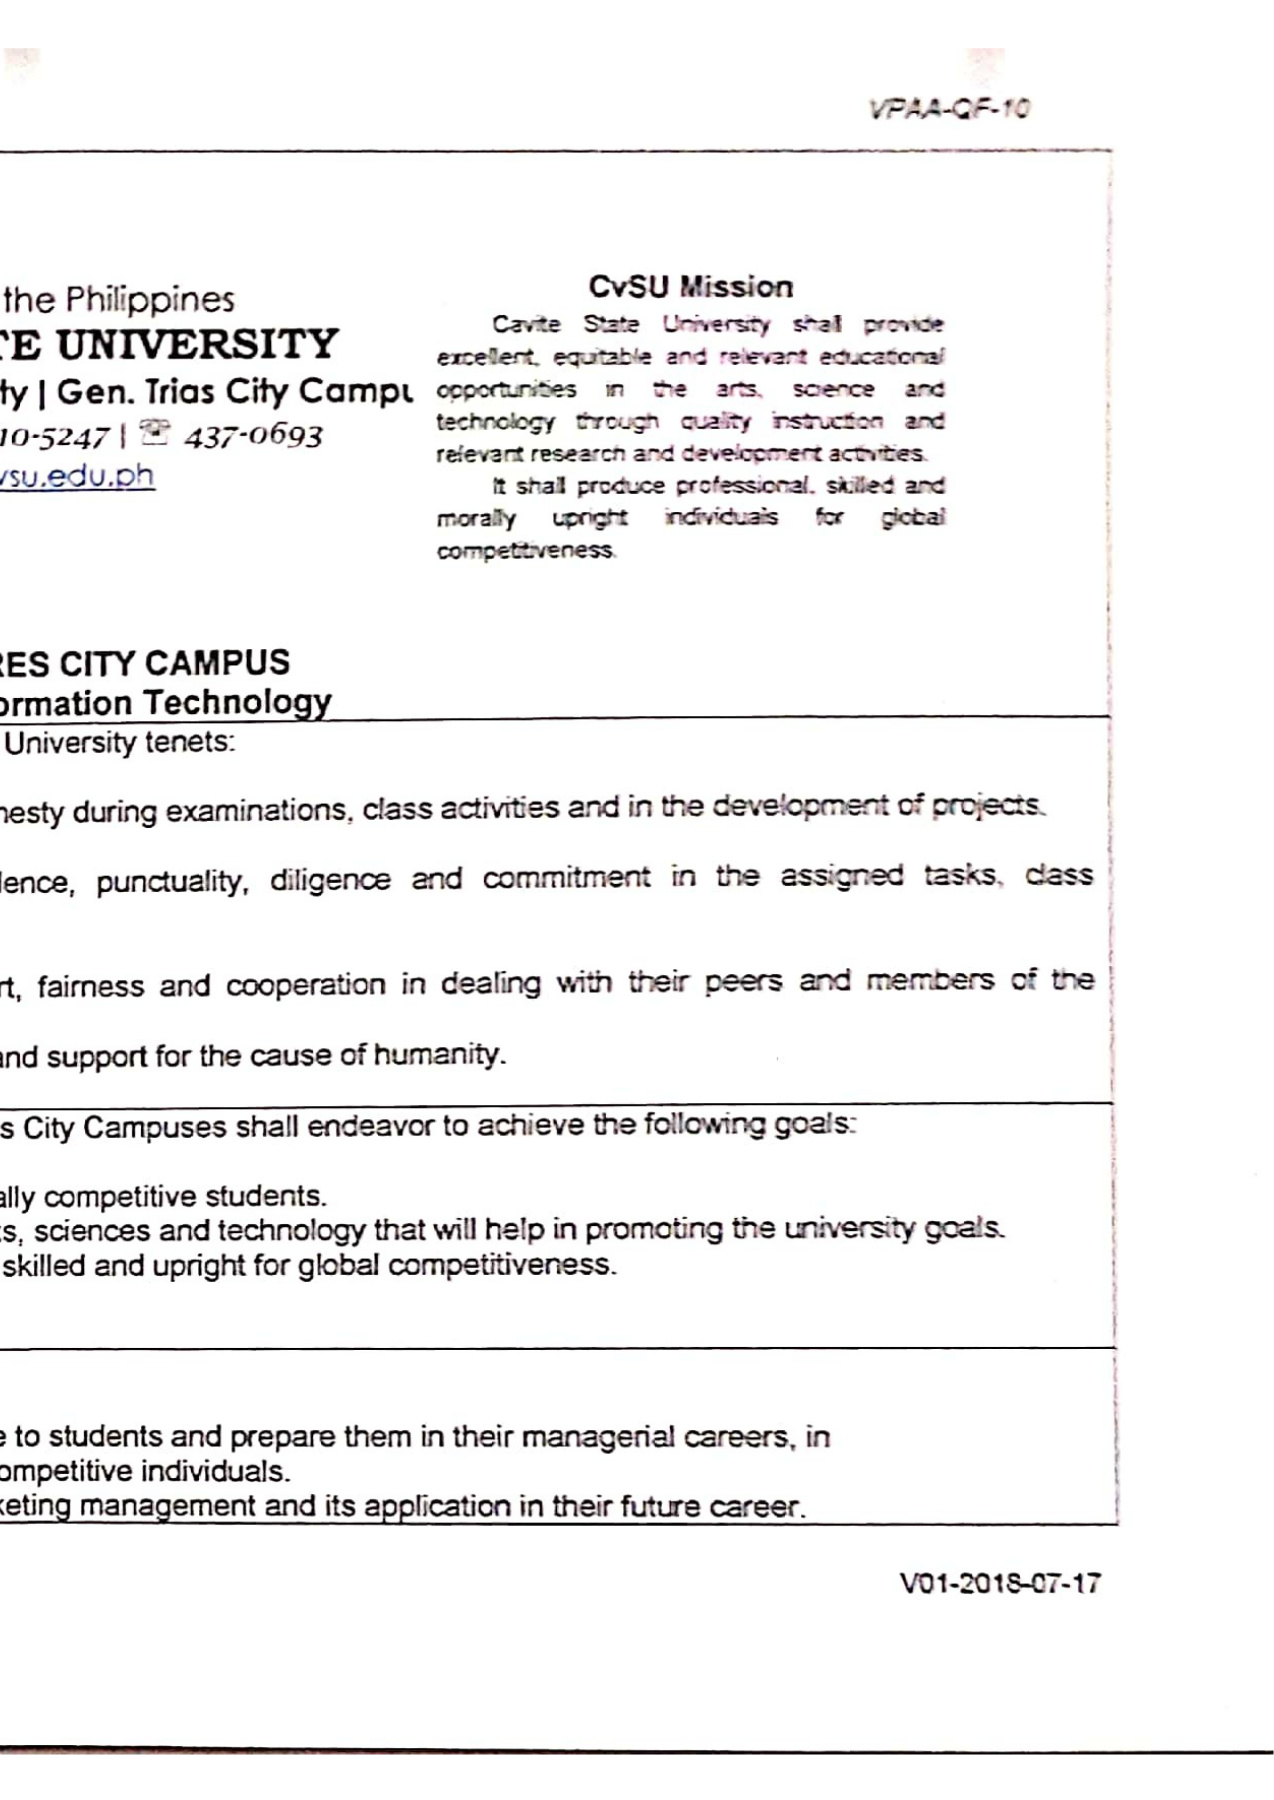 VPAA-QF-10
the Philippines
TE UNIVERSITY
ty | Gen. Trias City Campu
10-5247 | ☏ 437-0693
vsu.edu.ph
CvSU Mission
Cavite State University shall provide
excellent, equitable and relevant educational
opportunities in the arts, science and
technology through quality instruction and
relevant research and development activities.
It shall produce professional, skilled and
morally upright individuals for global
competitiveness.
RES CITY CAMPUS
ormation Technology
University tenets:
nesty during examinations, class activities and in the development of projects.
lence, punctuality, diligence and commitment in the assigned tasks, class
rt, fairness and cooperation in dealing with their peers and members of the
and support for the cause of humanity.
s City Campuses shall endeavor to achieve the following goals:
ally competitive students.
s, sciences and technology that will help in promoting the university goals.
skilled and upright for global competitiveness.
e to students and prepare them in their managerial careers, in
ompetitive individuals.
keting management and its application in their future career.
V01-2018-07-17